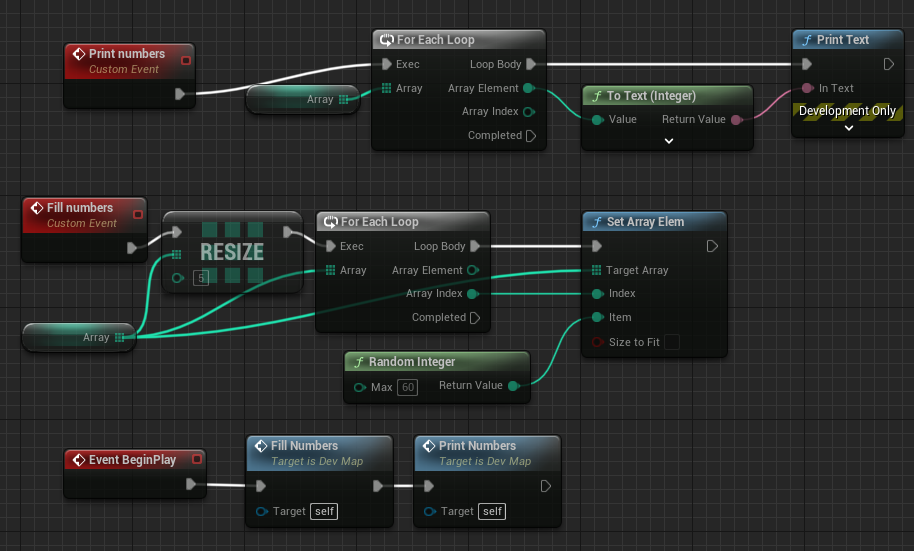 Print numbers
Custom Event
Array
For Each Loop
Exec
Loop Body
Array
Array Element
Array Index
Completed
f To Text (Integer)
Value
Return Value
f Print Text
In Text
Development Only
Fill numbers
Custom Event
RESIZE
5
Array
For Each Loop
Exec
Loop Body
Array
Array Element
Array Index
Completed
f Random Integer
Max 60
Return Value
f Set Array Elem
Target Array
Index
Item
Size to Fit
Event BeginPlay
Fill Numbers
Target is Dev Map
Target self
Print Numbers
Target is Dev Map
Target self